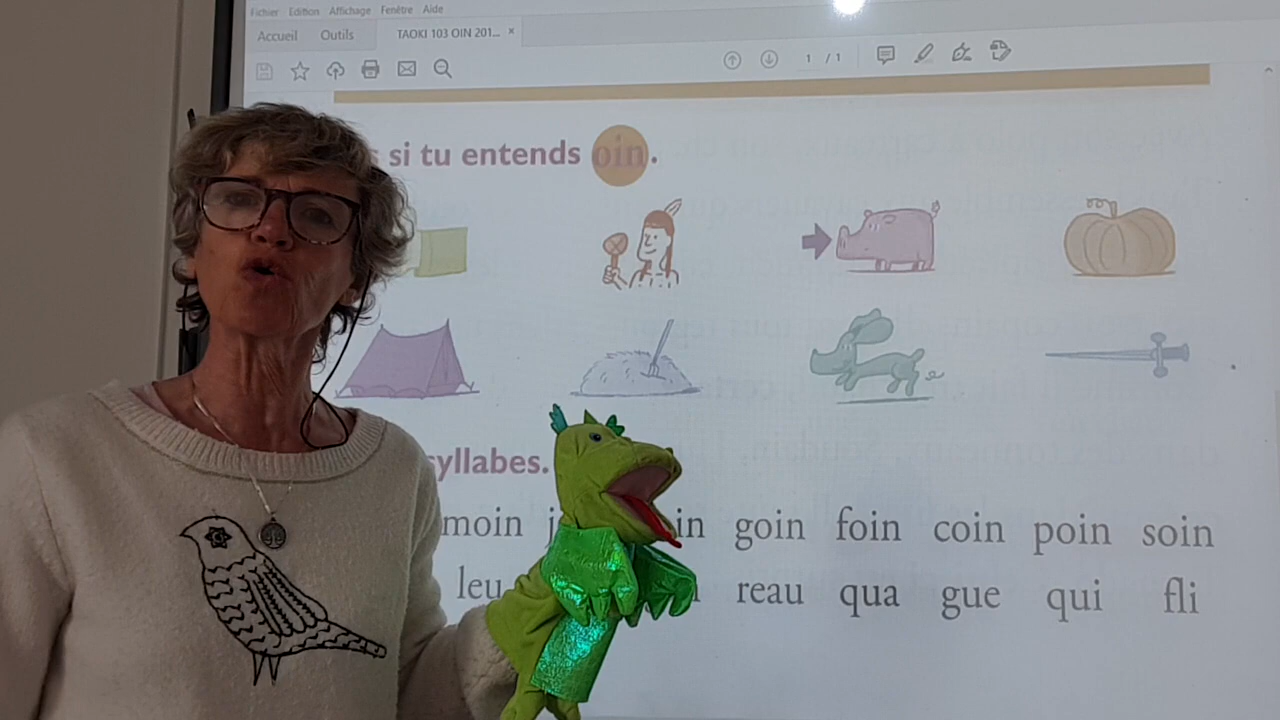 Fichier Edition Affichage Fenêtre Aide
Accueil Outils TAOKI 103 OIN 201... ×
1 / 1
si tu entends oin.
syllabes.
moin j in goin foin coin poin soin
leu reau qua gue qui fli